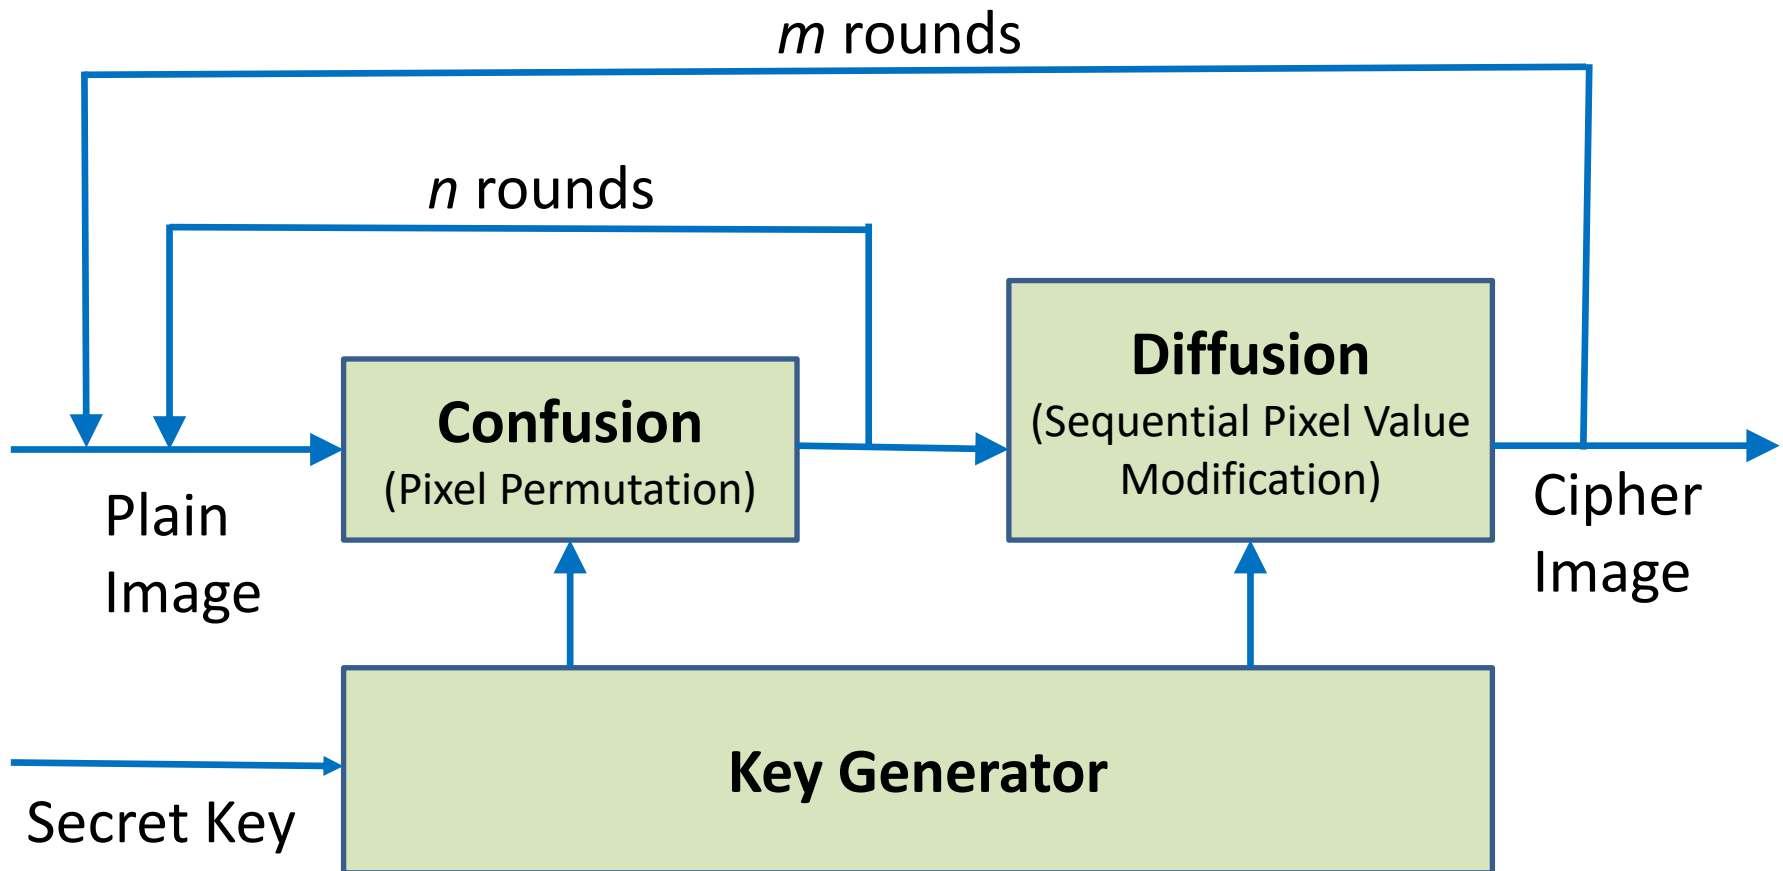 m rounds
n rounds
Confusion
(Pixel Permutation)
Diffusion
(Sequential Pixel Value
Modification)
Plain
Image
Cipher
Image
Key Generator
Secret Key